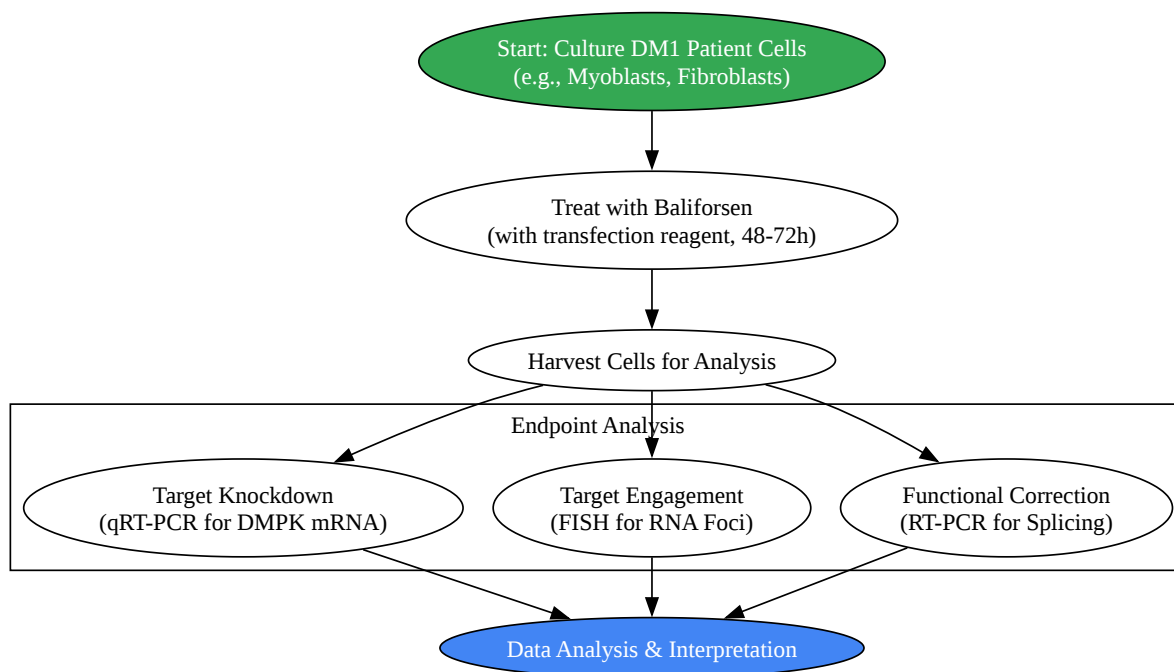 Start: Culture DM1 Patient Cells
(e.g., Myoblasts, Fibroblasts)
Treat with Baliforsen
(with transfection reagent, 48-72h)
Harvest Cells for Analysis
Endpoint Analysis
Target Knockdown
(qRT-PCR for DMPK mRNA)
Target Engagement
(FISH for RNA Foci)
Functional Correction
(RT-PCR for Splicing)
Data Analysis & Interpretation